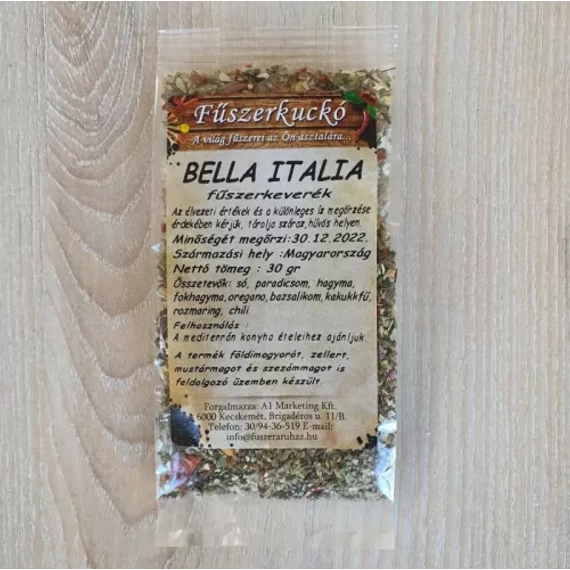 Fűszerkuckó
A világ fűszerei az Ön asztalára...
BELLA ITALIA
fűszerkeverék
Az élvezeti értékek és a különleges íz megőrzése
érdekében kérjük, tárolja száraz,hűvös helyen.
Minőségét megőrzi:30.12.2022.
Származási hely :Magyarország
Nettó tömeg : 30 gr
Összetevők: só, paradicsom, hagyma,
fokhagyma,oregano,bazsalikom,kakukkfű,
rozmaring, chili
Felhasználás :
A mediterrán konyha ételeihez ajánljuk.
A termék földimogyorót, zellert,
mustármagot és szezámmagot is
feldolgozó üzemben készült.
Forgalmazza: A1 Marketing Kft.
6000 Kecskemét, Brigadéros u. 11/B.
Telefon: 30/94-36-519 E-mail:
info@fuszeraruhaz.hu